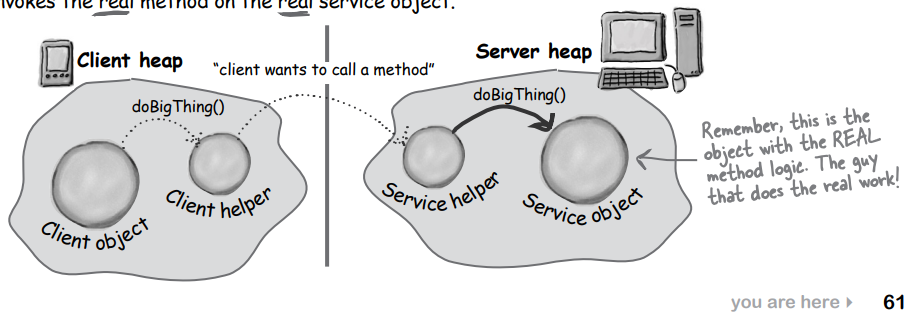 nvokes the real method on the real service object.
Client heap
"client wants to call a method"
Server heap
doBigThing()
doBigThing()
Client object
Client helper
Service helper
Service object
Remember, this is the
object with the REAL
method logic. The guy
that does the real work!
you are here
61